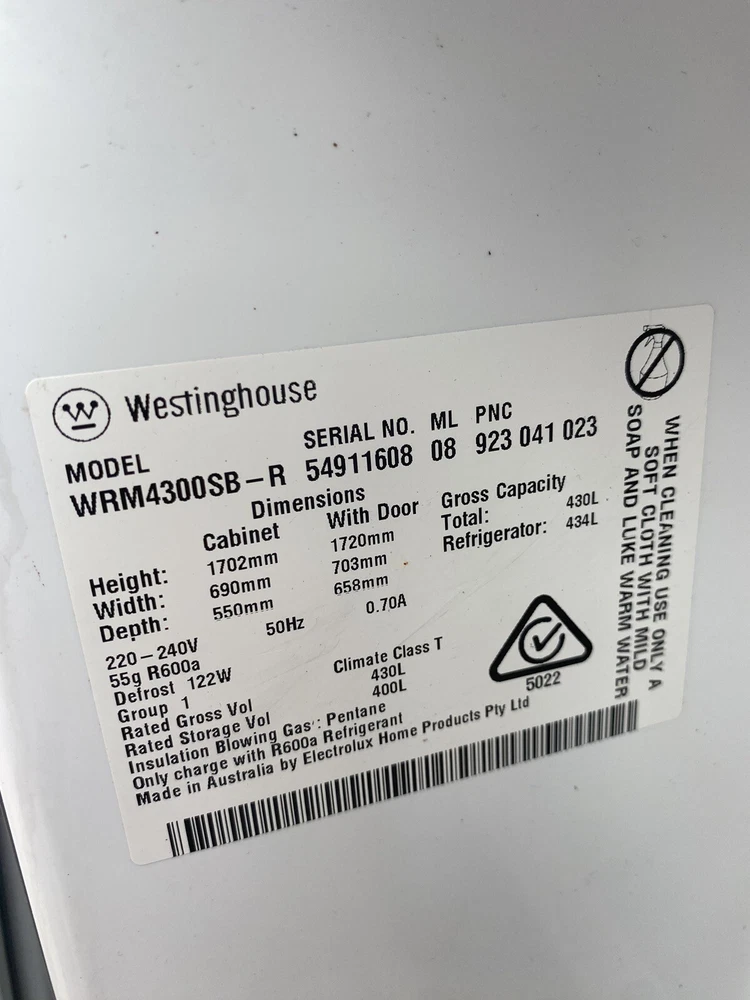 Westinghouse
MODEL SERIAL NO. ML PNC
WRM4300SB-R 54911608 08 923 041 023
Dimensions
Cabinet With Door Gross Capacity
Height: 1702mm 1720mm Total: 430L
Width: 690mm 703mm Refrigerator: 434L
Depth: 550mm 658mm
220-240V 50Hz 0.70A
55g R600a
Defrost 122W
Group 1 Climate Class T
Rated Gross Vol 430L
Rated Storage Vol 400L
Insulation Blowing Gas: Pentane
Only charge with R600a Refrigerant
Made in Australia by Electrolux Home Products Pty Ltd
5022
WHEN CLEANING USE ONLY A
SOFT CLOTH WITH MILD
SOAP AND LUKE WARM WATER